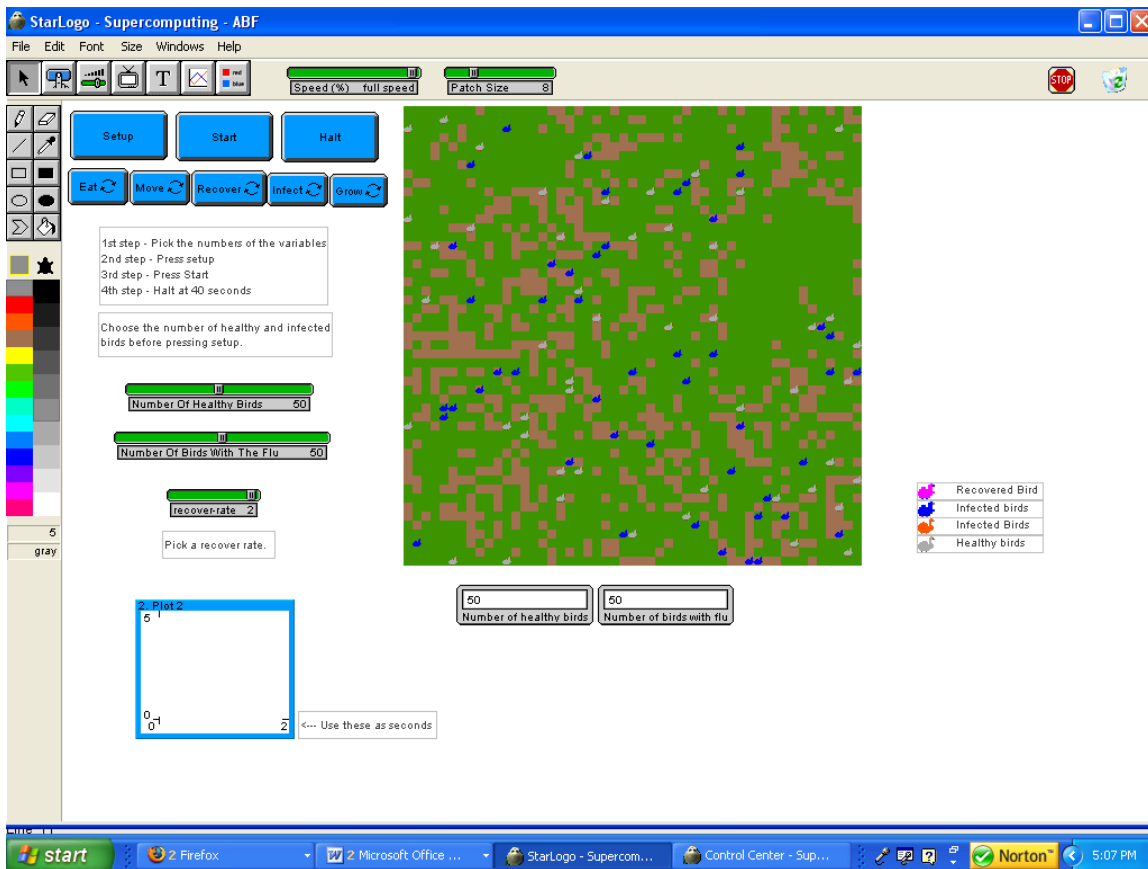 StarLogo - Supercomputing - ABF
File Edit Font Size Windows Help
T
red
blue
Speed (%) full speed
Patch Size 8
STOP
Setup
Start
Halt
Eat
Move
Recover
Infect
Grow
1st step - Pick the numbers of the variables
2nd step - Press setup
3rd step - Press Start
4th step - Halt at 40 seconds
Choose the number of healthy and infected
birds before pressing setup.
Number Of Healthy Birds 50
Number Of Birds With The Flu 50
recover-rate 2
Pick a recover rate.
5
gray
Recovered Bird
Infected birds
Infected Birds
Healthy birds
50
Number of healthy birds
50
Number of birds with flu
2. Plot 2
5
0
0
2
<--- Use these as seconds
start
2 Firefox
2 Microsoft Office ...
StarLogo - Supercom...
Control Center - Sup...
Norton™
5:07 PM